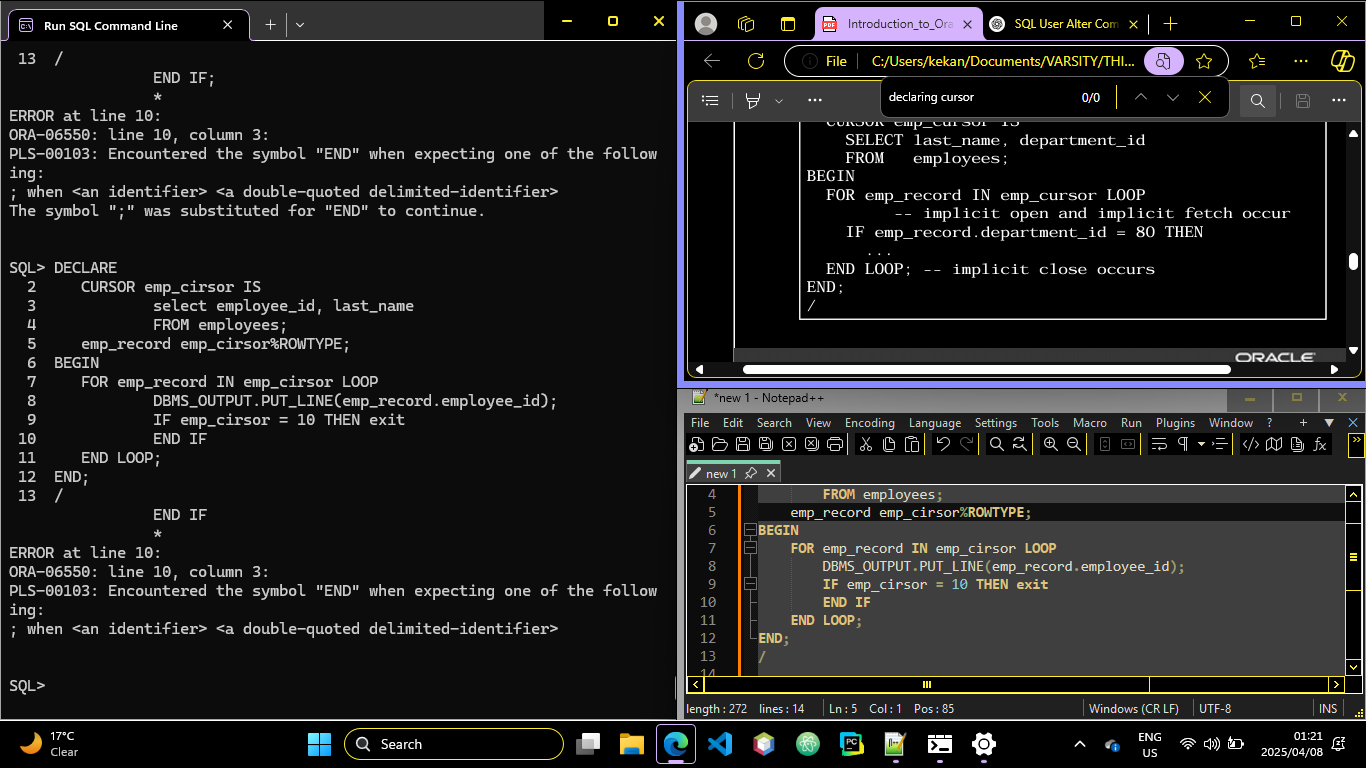 Run SQL Command Line
13 /
END IF;
*
ERROR at line 10:
ORA-06550: line 10, column 3:
PLS-00103: Encountered the symbol "END" when expecting one of the follow
ing:
; when <an identifier> <a double-quoted delimited-identifier>
The symbol ";" was substituted for "END" to continue.
SQL> DECLARE
2 CURSOR emp_cirsor IS
3 select employee_id, last_name
4 FROM employees;
5 emp_record emp_cirsor%ROWTYPE;
6 BEGIN
7 FOR emp_record IN emp_cirsor LOOP
8 DBMS_OUTPUT.PUT_LINE(emp_record.employee_id);
9 IF emp_cirsor = 10 THEN exit
10 END IF
11 END LOOP;
12 END;
13 /
END IF
*
ERROR at line 10:
ORA-06550: line 10, column 3:
PLS-00103: Encountered the symbol "END" when expecting one of the follow
ing:
; when <an identifier> <a double-quoted delimited-identifier>
SQL>
Introduction_to_Ora
SQL User Alter Com
File C:/Users/kekan/Documents/VARSITY/THI...
declaring cursor 0/0
CURSOR emp_cursor IS
SELECT last_name, department_id
FROM employees;
BEGIN
FOR emp_record IN emp_cursor LOOP
-- implicit open and implicit fetch occur
IF emp_record.department_id = 80 THEN
...
END LOOP; -- implicit close occurs
END;
/
ORACLE
*new 1 - Notepad++
File Edit Search View Encoding Language Settings Tools Macro Run Plugins Window ?
new 1
4 FROM employees;
5 emp_record emp_cirsor%ROWTYPE;
6 BEGIN
7 FOR emp_record IN emp_cirsor LOOP
8 DBMS_OUTPUT.PUT_LINE(emp_record.employee_id);
9 IF emp_cirsor = 10 THEN exit
10 END IF
11 END LOOP;
12 END;
13 /
14
length : 272 lines : 14 Ln : 5 Col : 1 Pos : 85 Windows (CR LF) UTF-8 INS
17°C
Clear
Search
ENG
US
01:21
2025/04/08